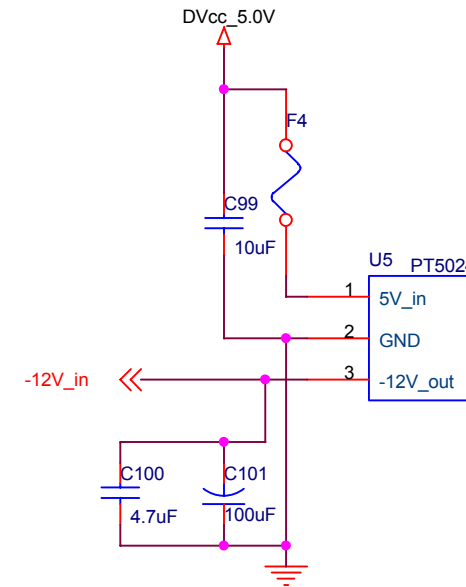 DVcc_5.0V
F4
C99
10uF
U5
PT502
1
5V_in
2
GND
-12V_in
3
-12V_out
C100
4.7uF
C101
100uF